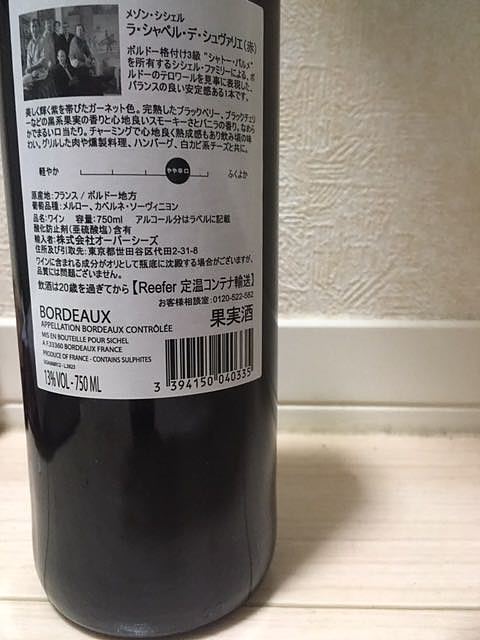 メゾン・シシェル
ラ・シャペル・デ・シュヴァリエ(赤)
ボルドー格付け3級 “シャトー・パルメ”
を所有するシシェル・ファミリーによる、ボ
ルドーのテロワールを見事に表現した、
バランスの良い安定感ある1本です。
美しく輝く紫を帯びたガーネット色。完熟したブラックベリー、ブラックチェリ
ーなどの黒系果実の香りと心地良いスモーキーさとバニラの香り。なめら
かでまるい口当たり。チャーミングで心地良く熟成感もあり飲み頃の味
わい。グリルした肉や燻製料理、ハンバーグ、白カビ系チーズと共に。
軽やか やや辛口 ふくよか
原産地:フランス / ボルドー地方
葡萄品種:メルロー、カベルネ・ソーヴィニヨン
品名:ワイン 容量:750ml アルコール分はラベルに記載
酸化防止剤(亜硫酸塩)含有
輸入者:株式会社オーバーシーズ
住所及び引取先:東京都世田谷区代田2-31-8
ワインに含まれる成分がオリとして瓶底に沈殿する場合がございますが、
品質には問題ございません。
飲酒は20歳を過ぎてから【Reefer 定温コンテナ輸送】
お客様相談室:0120-522-582
BORDEAUX 果実酒
APPELLATION BORDEAUX CONTRÔLÉE
MIS EN BOUTEILLE POUR SICHEL
A F.33360 BORDEAUX FRANCE
PRODUCE OF FRANCE - CONTAINS SULPHITES
13% VOL - 750 ML
3 394150 040335